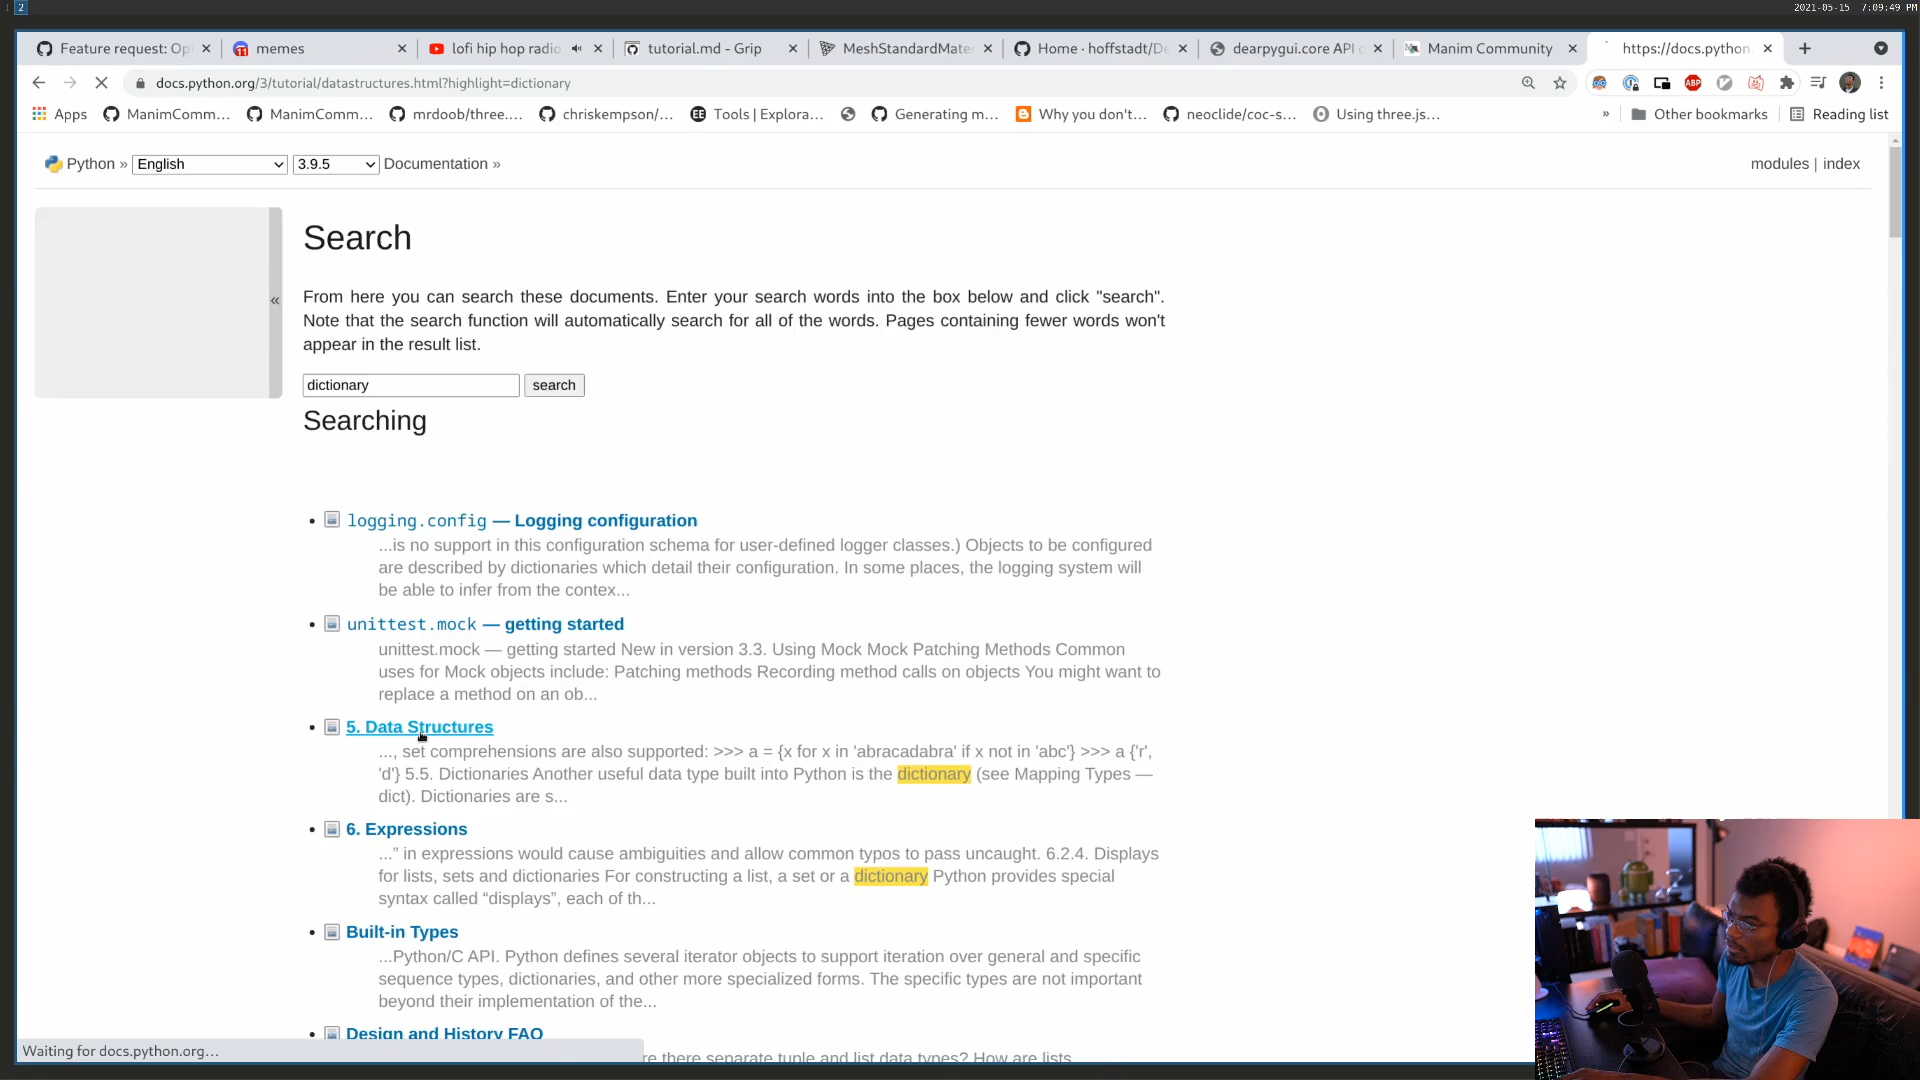 1 2
2021-05-15 7:09:49 PM
Feature request: Op
memes
lofi hip hop radio
tutorial.md - Grip
MeshStandardMate
Home · hoffstadt/De
dearpygui.core API d
Manim Community
https://docs.python.
docs.python.org/3/tutorial/datastructures.html?highlight=dictionary
ABP
Apps
ManimComm...
ManimComm...
mrdoob/three....
chriskempson/...
EE Tools | Explora...
Generating m...
Why you don't...
neoclide/coc-s...
Using three.js...
»
Other bookmarks
Reading list
Python »
English
3.9.5
Documentation »
modules | index
«
Search
From here you can search these documents. Enter your search words into the box below and click "search".
Note that the search function will automatically search for all of the words. Pages containing fewer words won't
appear in the result list.
dictionary
search
Searching
logging.config — Logging configuration
...is no support in this configuration schema for user-defined logger classes.) Objects to be configured
are described by dictionaries which detail their configuration. In some places, the logging system will
be able to infer from the contex...
unittest.mock — getting started
unittest.mock — getting started New in version 3.3. Using Mock Mock Patching Methods Common
uses for Mock objects include: Patching methods Recording method calls on objects You might want to
replace a method on an ob...
5. Data Structures
..., set comprehensions are also supported: >>> a = {x for x in 'abracadabra' if x not in 'abc'} >>> a {'r',
'd'} 5.5. Dictionaries Another useful data type built into Python is the dictionary (see Mapping Types —
dict). Dictionaries are s...
6. Expressions
...” in expressions would cause ambiguities and allow common typos to pass uncaught. 6.2.4. Displays
for lists, sets and dictionaries For constructing a list, a set or a dictionary Python provides special
syntax called “displays”, each of th...
Built-in Types
...Python/C API. Python defines several iterator objects to support iteration over general and specific
sequence types, dictionaries, and other more specialized forms. The specific types are not important
beyond their implementation of the...
Design and History FAQ
re there separate tuple and list data types? How are lists
Waiting for docs.python.org...